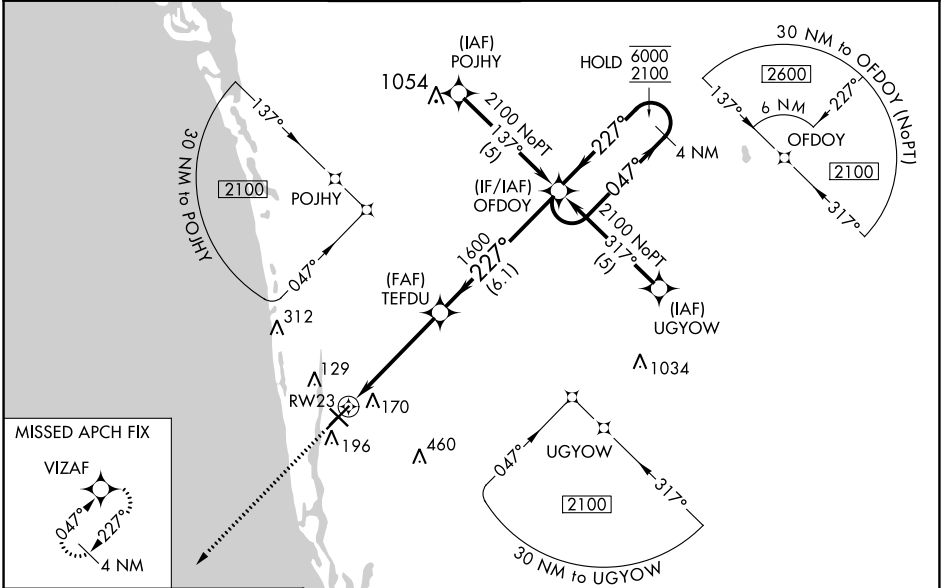 (IAF)
POJHY
1054
2100 NoPT
137°
(5)
HOLD
6000
2100
227°
047°
4 NM
(IF/IAF)
OFDOY
2100 NoPT
317°
(5)
(IAF)
UGYOW
1034
30 NM to OFDOY (NoPT)
2600
137°
6 NM
227°
OFDOY
2100
317°
137°
30 NM to POJHY
2100
POJHY
047°
1600
227°
(6.1)
(FAF)
TEFDU
312
129
RW23
170
196
460
UGYOW
047°
317°
2100
30 NM to UGYOW
MISSED APCH FIX
VIZAF
047°
227°
4 NM